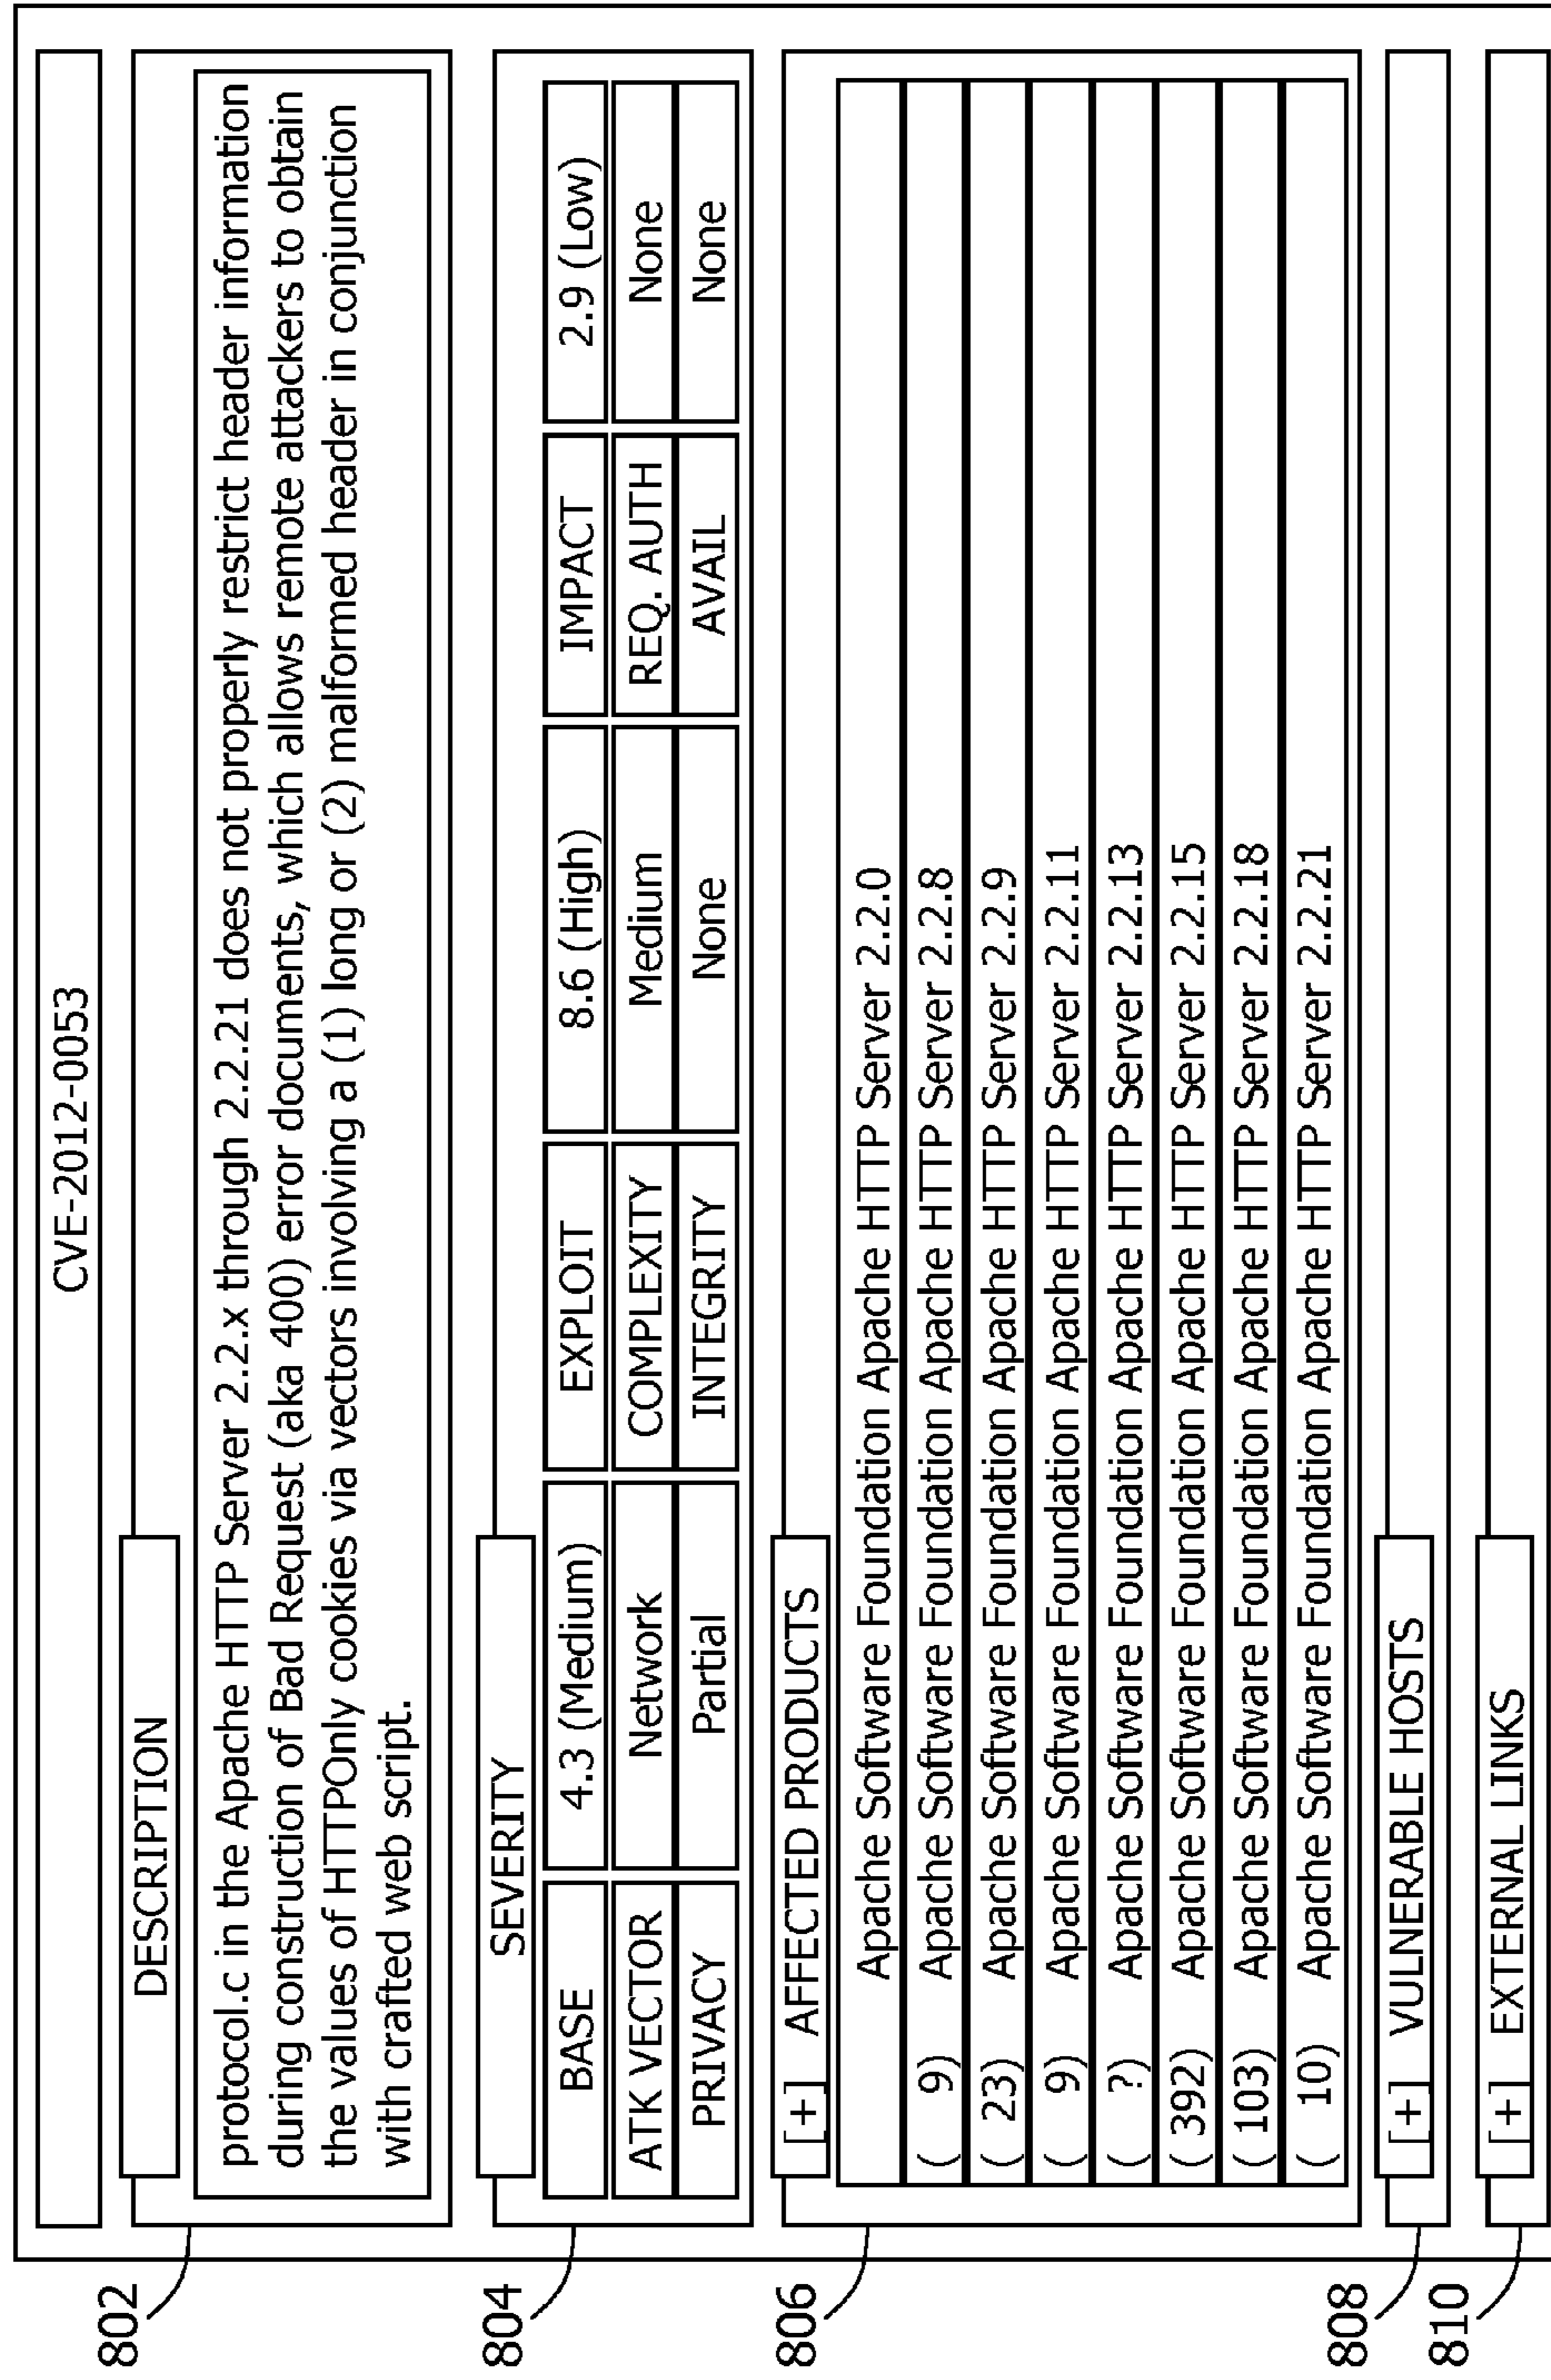 CVE-2012-0053
802
DESCRIPTION
protocol.c in the Apache HTTP Server 2.2.x through 2.2.21 does not properly restrict header information
during construction of Bad Request (aka 400) error documents, which allows remote attackers to obtain
the values of HTTPOnly cookies via vectors involving a (1) long or (2) malformed header in conjunction
with crafted web script.
804
SEVERITY
BASE 4.3 (Medium) EXPLOIT 8.6 (High) IMPACT 2.9 (Low)
ATK VECTOR Network COMPLEXITY Medium REQ. AUTH None
PRIVACY Partial INTEGRITY None AVAIL None
806
[+] AFFECTED PRODUCTS
Apache Software Foundation Apache HTTP Server 2.2.0
( 9) Apache Software Foundation Apache HTTP Server 2.2.8
( 23) Apache Software Foundation Apache HTTP Server 2.2.9
( 9) Apache Software Foundation Apache HTTP Server 2.2.11
( ?) Apache Software Foundation Apache HTTP Server 2.2.13
( 392) Apache Software Foundation Apache HTTP Server 2.2.15
( 103) Apache Software Foundation Apache HTTP Server 2.2.18
( 10) Apache Software Foundation Apache HTTP Server 2.2.21
808
[+] VULNERABLE HOSTS
810
[+] EXTERNAL LINKS